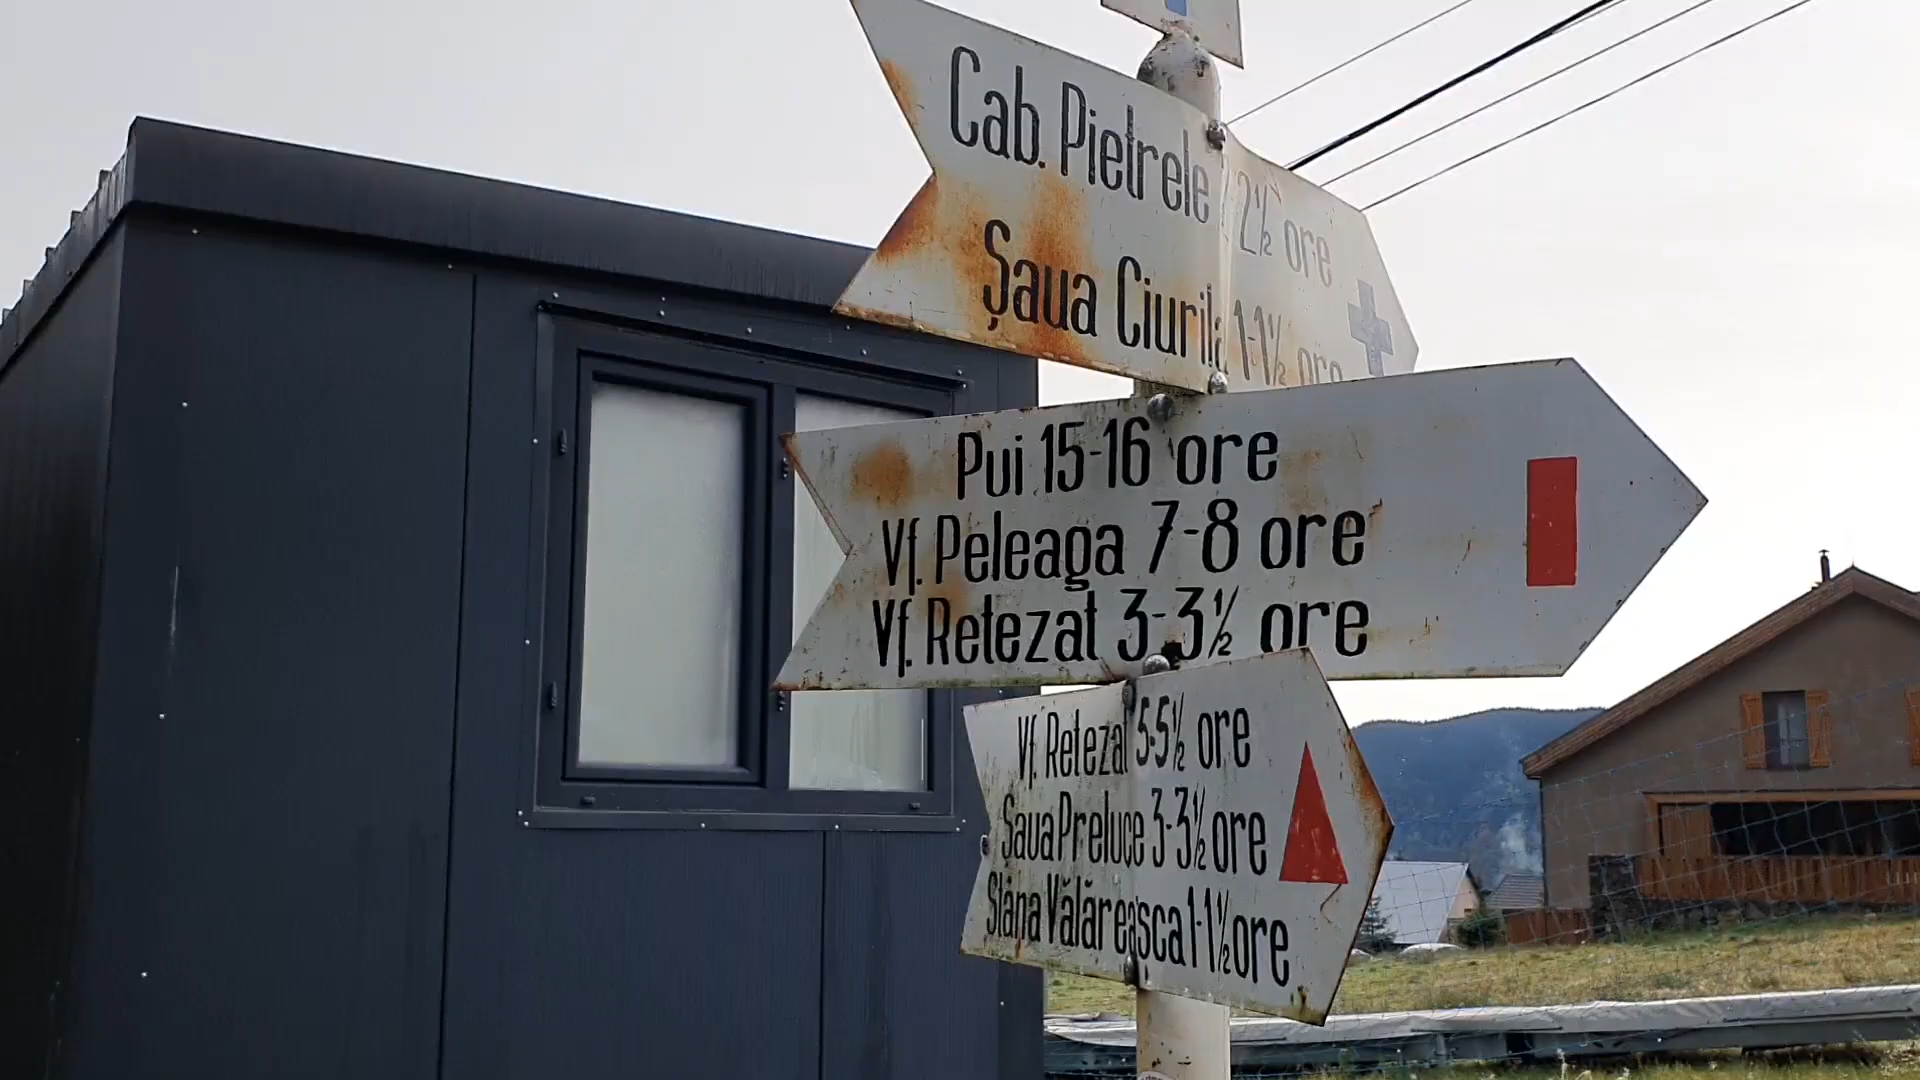 Cab. Pietrele 2½ ore
Șaua Ciurila 1-1½ ore
Pui 15-16 ore
Vf. Peleaga 7-8 ore
Vf. Retezat 3-3½ ore
Vf. Retezat 5-5½ ore
Șaua Preluce 3-3½ ore
Stâna Vălăreasca 1-1½ ore